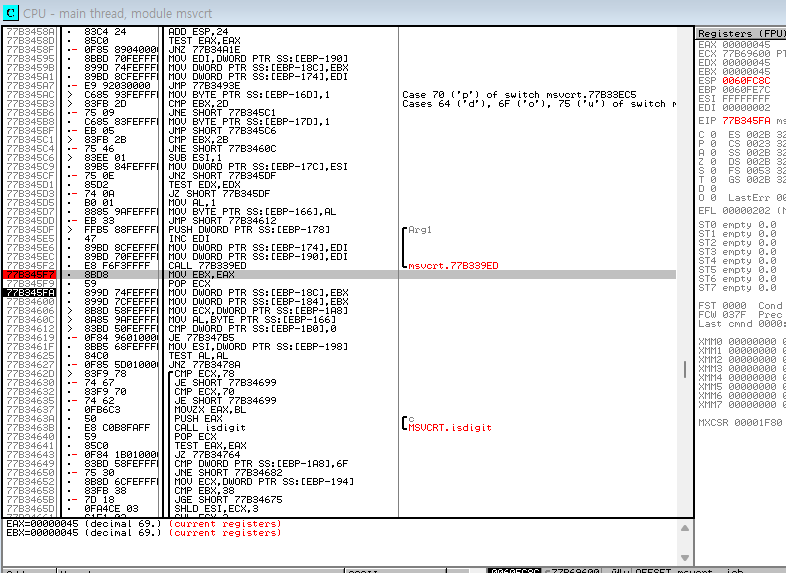 CPU - main thread, module msvcrt
77B3458A 83C4 24 ADD ESP,24
77B3458D 85C0 TEST EAX,EAX
77B3458F 0F85 89040000 JNZ 77B34A1E
77B34595 8BBD 70FEFFFF MOV EDI,DWORD PTR SS:[EBP-190]
899D 74FEFFFF MOV DWORD PTR SS:[EBP-18C],EBX
77B345A1 89BD 8CFEFFFF MOV DWORD PTR SS:[EBP-174],EDI
77B345A7 E9 92030000 JMP 77B3493E
77B345AC C685 93FEFFFF MOV BYTE PTR SS:[EBP-16D],1 Case 70 ('p') of switch msvcrt.77B33EC5
77B345B3 83FB 2D CMP EBX,2D Cases 64 ('d'), 6F ('o'), 75 ('u') of switch m
77B345B6 75 09 JNE SHORT 77B345C1
C685 83FEFFFF MOV BYTE PTR SS:[EBP-17D],1
77B345BF EB 05 JMP SHORT 77B345C6
77B345C1 83FB 2B CMP EBX,2B
77B345C4 75 46 JNE SHORT 77B3460C
77B345C6 83EE 01 SUB ESI,1
77B345C9 89B5 84FEFFFF MOV DWORD PTR SS:[EBP-17C],ESI
77B345CF 75 0E JNZ SHORT 77B345DF
77B345D1 85D2 TEST EDX,EDX
77B345D3 74 0A JZ SHORT 77B345DF
77B345D5 B0 01 MOV AL,1
77B345D7 8885 9AFEFFFF MOV BYTE PTR SS:[EBP-166],AL
77B345DD EB 33 JMP SHORT 77B34612
77B345DF FFB5 88FEFFFF PUSH DWORD PTR SS:[EBP-178] Arg1
77B345E5 47 INC EDI
77B345E6 89BD 8CFEFFFF MOV DWORD PTR SS:[EBP-174],EDI
77B345EC 89BD 70FEFFFF MOV DWORD PTR SS:[EBP-190],EDI
77B345F2 E8 F6F3FFFF CALL 77B339ED msvcrt.77B339ED
77B345F7 8BD8 MOV EBX,EAX
77B345F9 59 POP ECX
77B345FA 899D 74FEFFFF MOV DWORD PTR SS:[EBP-18C],EBX
77B34600 899D 7CFEFFFF MOV DWORD PTR SS:[EBP-184],EBX
77B34606 8B8D 58FEFFFF MOV ECX,DWORD PTR SS:[EBP-1A8]
77B3460C 8A85 9AFEFFFF MOV AL,BYTE PTR SS:[EBP-166]
77B34612 83BD 50FEFFFF CMP DWORD PTR SS:[EBP-1B0],0
77B34619 0F84 96010000 JE 77B347B5
77B3461F 8BB5 68FEFFFF MOV ESI,DWORD PTR SS:[EBP-198]
77B34625 84C0 TEST AL,AL
77B34627 0F85 5D010000 JNZ 77B3478A
77B3462D 83F9 78 CMP ECX,78
77B34630 74 67 JE SHORT 77B34699
77B34632 83F9 70 CMP ECX,70
77B34635 74 62 JE SHORT 77B34699
77B34637 0FB6C3 MOVZX EAX,BL
77B3463A 50 PUSH EAX c
77B3463B E8 C0B8FAFF CALL isdigit MSVCRT.isdigit
77B34640 59 POP ECX
77B34641 85C0 TEST EAX,EAX
77B34643 0F84 1B010000 JZ 77B34764
77B34649 83BD 58FEFFFF CMP DWORD PTR SS:[EBP-1A8],6F
77B34650 75 30 JNE SHORT 77B34682
77B34652 8B8D 6CFEFFFF MOV ECX,DWORD PTR SS:[EBP-194]
77B34658 83FB 38 CMP EBX,38
77B3465B 7D 18 JGE SHORT 77B34675
77B3465D 0FA4CE 03 SHLD ESI,ECX,3
EAX=00000045 (decimal 69.) (current registers)
EBX=00000045 (decimal 69.) (current registers)
Registers (FPU)
EAX 00000045
ECX 77B69600 PT
EDX 00000045
EBX 00000045
ESP 0060FC8C
EBP 0060FE7C
ESI FFFFFFFF
EDI 00000002
EIP 77B345FA ms
C 0 ES 002B 32
P 0 CS 0023 32
A 0 SS 002B 32
Z 0 DS 002B 32
S 0 FS 0053 32
T 0 GS 002B 32
D 0
O 0 LastErr 00
EFL 00000202 (N
ST0 empty 0.0
ST1 empty 0.0
ST2 empty 0.0
ST3 empty 0.0
ST4 empty 0.0
ST5 empty 0.0
ST6 empty 0.0
ST7 empty 0.0
FST 0000 Cond
FCW 037F Prec
Last cmnd 0000:
XMM0 00000000 0
XMM1 00000000 0
XMM2 00000000 0
XMM3 00000000 0
XMM4 00000000 0
XMM5 00000000 0
XMM6 00000000 0
XMM7 00000000 0
MXCSR 00001F80